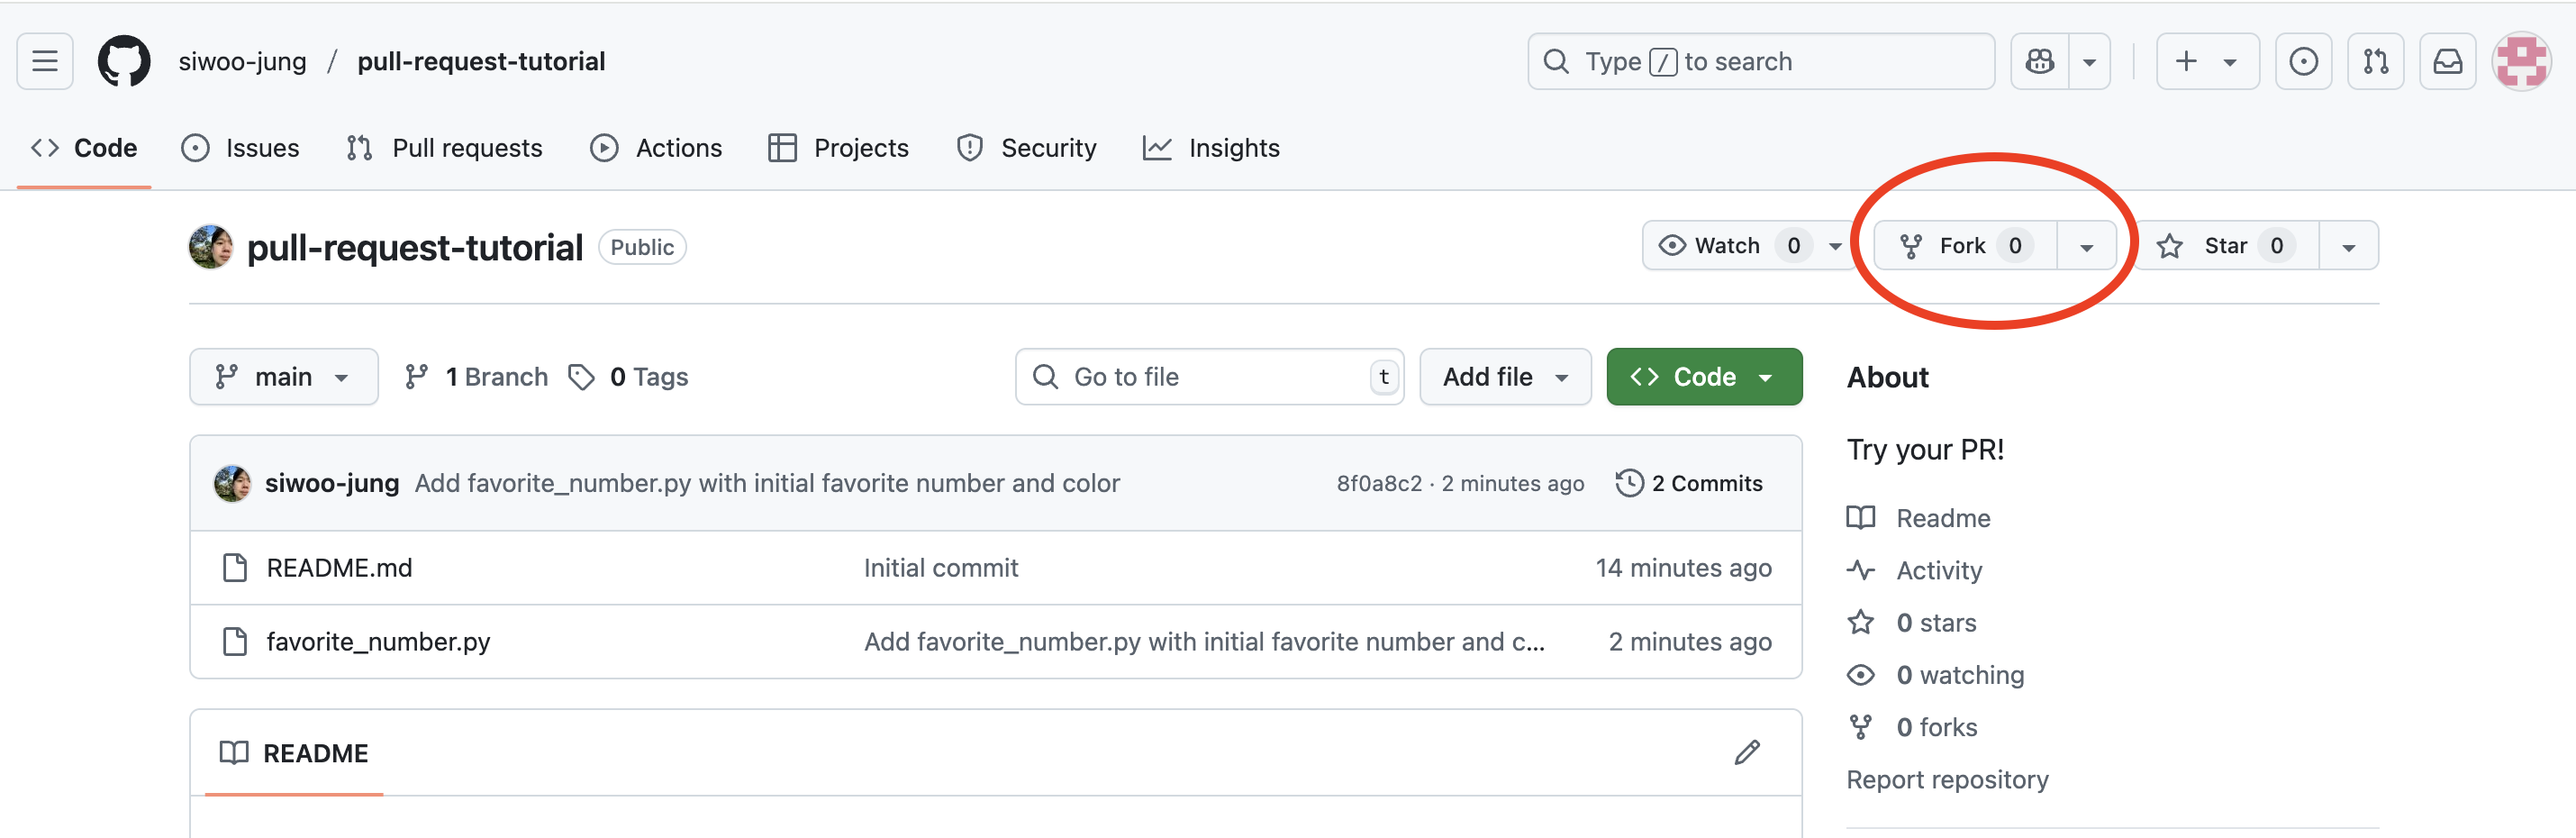 siwoo-jung / pull-request-tutorial
Type / to search
Code Issues Pull requests Actions Projects Security Insights
pull-request-tutorial Public
Watch 0 Fork 0 Star 0
main 1 Branch 0 Tags Go to file t Add file Code
siwoo-jung Add favorite_number.py with initial favorite number and color 8f0a8c2 · 2 minutes ago 2 Commits
README.md Initial commit 14 minutes ago
favorite_number.py Add favorite_number.py with initial favorite number and c... 2 minutes ago
README
About
Try your PR!
Readme
Activity
0 stars
0 watching
0 forks
Report repository